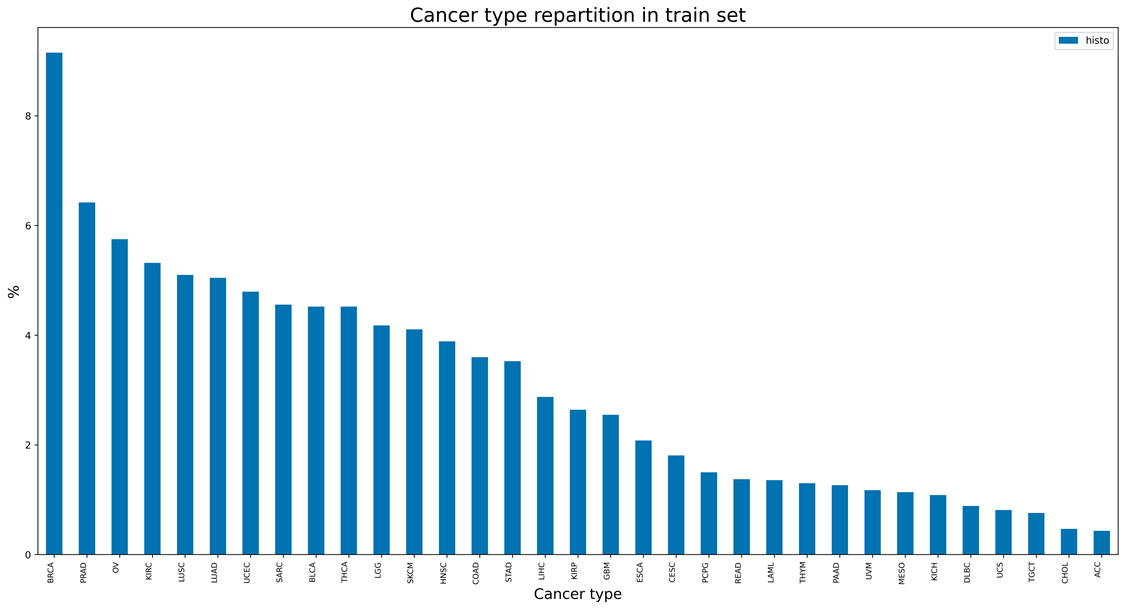 Cancer type repartition in train set
histo
%
8
6
4
2
0
BRCA PRAD OV KIRC LUSC LUAD UCEC SARC BLCA THCA LGG SKCM HNSC COAD STAD LIHC KIRP GBM ESCA CESC PCPG READ LAML THYM PAAD UVM MESO KICH DLBC UCS TGCT CHOL ACC
Cancer type